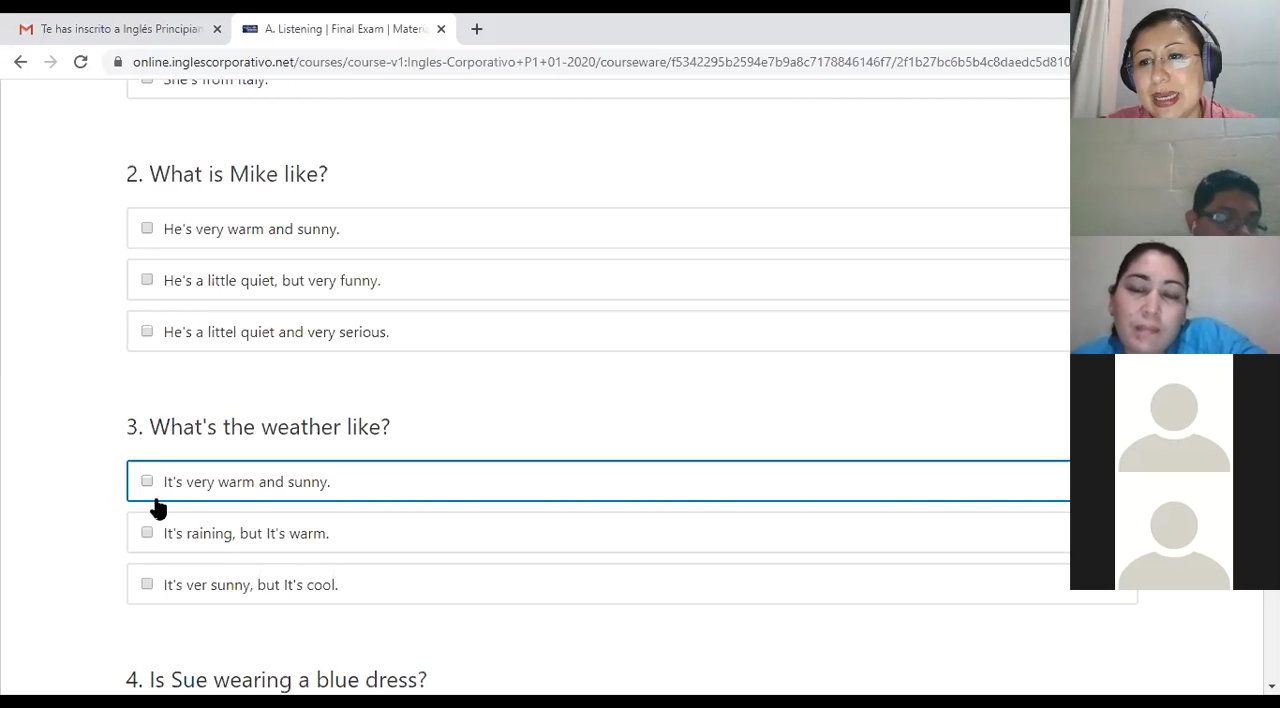 Te has inscrito a Inglés Principian
A. Listening | Final Exam | Materi
online.inglescorporativo.net/courses/course-v1:Ingles-Corporativo+P1+01-2020/courseware/f5342295b2594e7b9a8c7178846146f7/2f1b27bc6b5b4c8daedc5d810
She's from Italy.
2. What is Mike like?
He's very warm and sunny.
He's a little quiet, but very funny.
He's a littel quiet and very serious.
3. What's the weather like?
It's very warm and sunny.
It's raining, but It's warm.
It's ver sunny, but It's cool.
4. Is Sue wearing a blue dress?